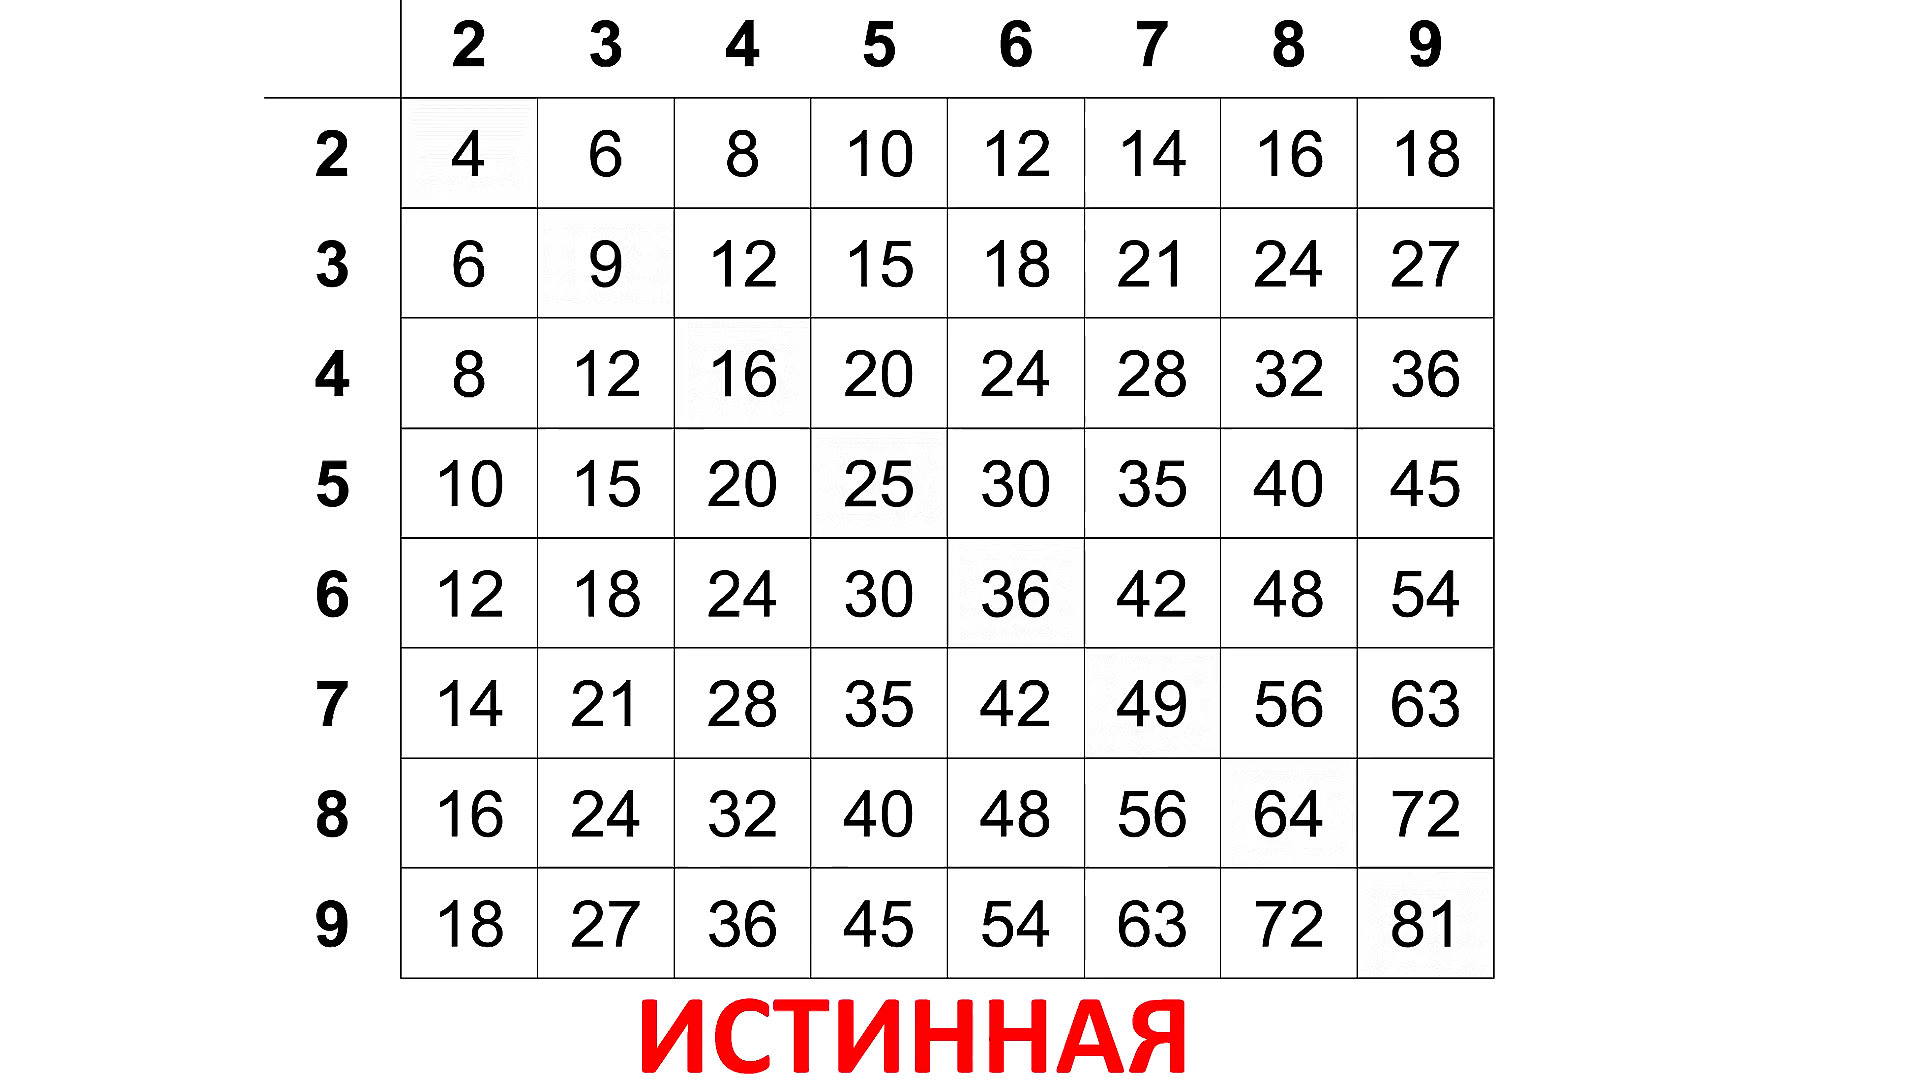 2 3 4 5 6 7 8 9
2 4 6 8 10 12 14 16 18
3 6 9 12 15 18 21 24 27
4 8 12 16 20 24 28 32 36
5 10 15 20 25 30 35 40 45
6 12 18 24 30 36 42 48 54
7 14 21 28 35 42 49 56 63
8 16 24 32 40 48 56 64 72
9 18 27 36 45 54 63 72 81
ИСТИННАЯ